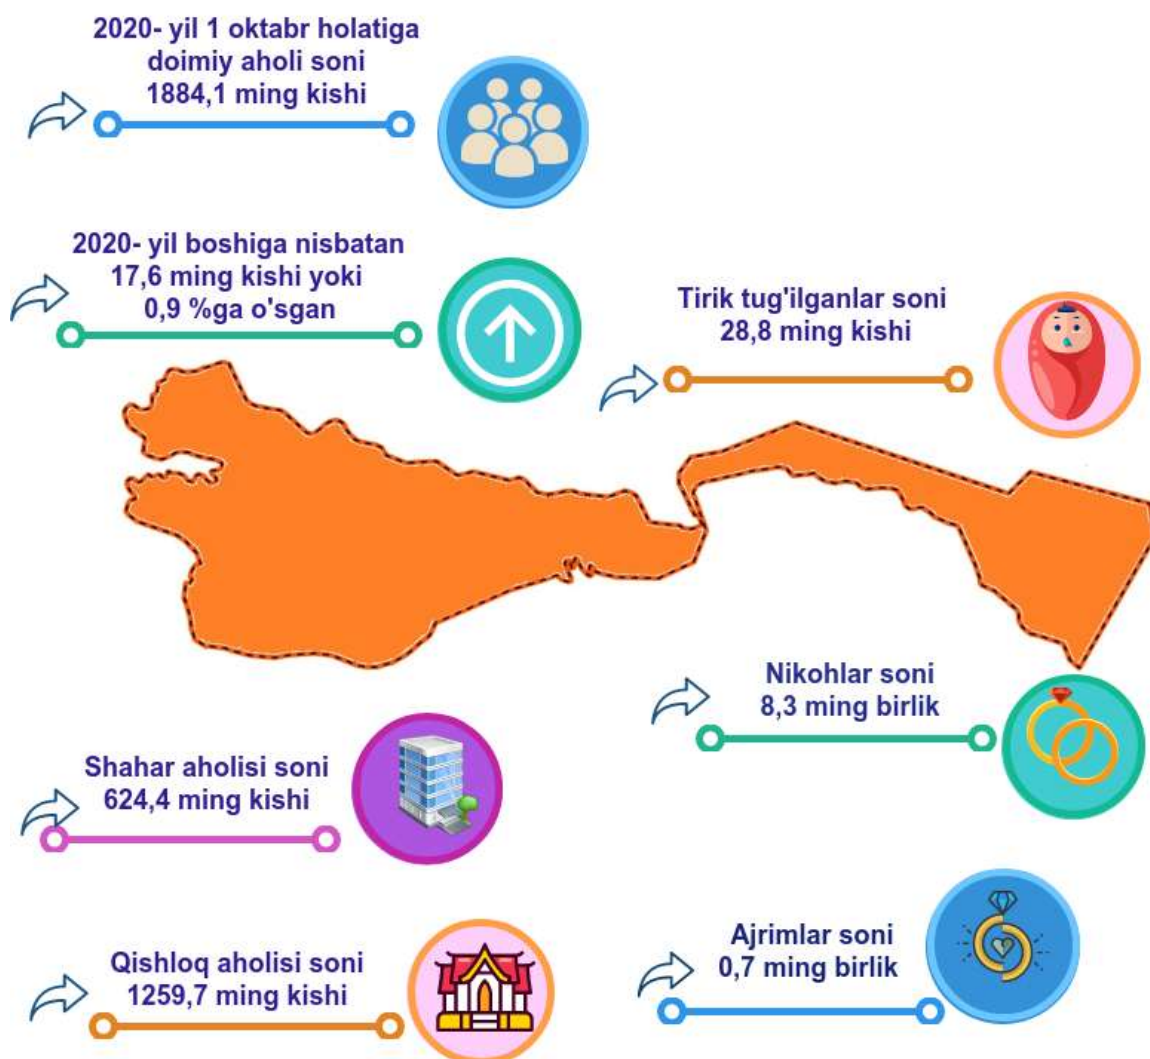 2020- yil 1 oktabr holatiga
doimiy aholi soni
1884,1 ming kishi
2020- yil boshiga nisbatan
17,6 ming kishi yoki
0,9 %ga o'sgan
Tirik tug'ilganlar soni
28,8 ming kishi
Nikohlar soni
8,3 ming birlik
Shahar aholisi soni
624,4 ming kishi
Ajrimlar soni
0,7 ming birlik
Qishloq aholisi soni
1259,7 ming kishi